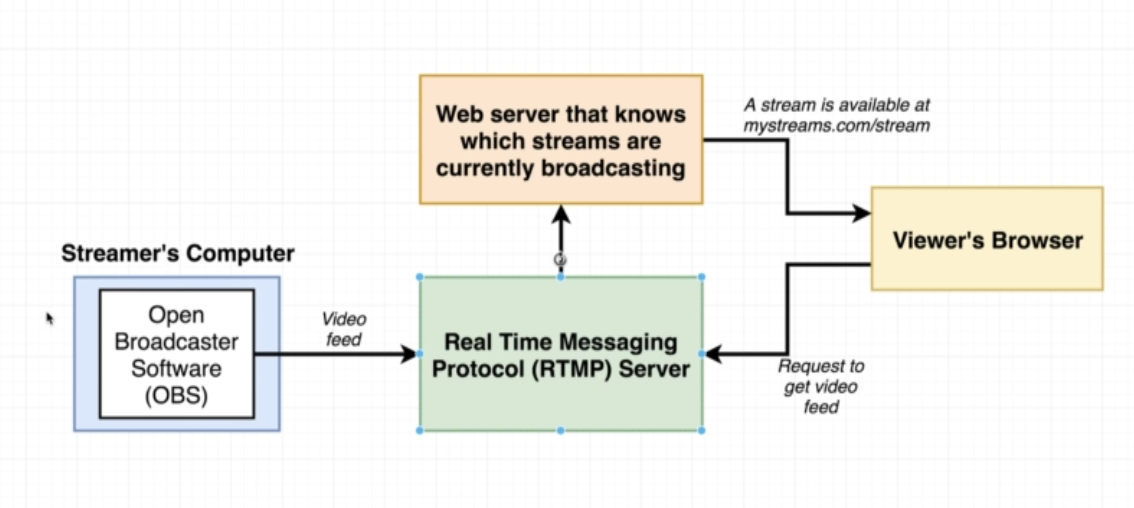 Web server that knows
which streams are
currently broadcasting
A stream is available at
mystreams.com/stream
Viewer's Browser
Streamer's Computer
Open
Broadcaster
Software
(OBS)
Video
feed
Real Time Messaging
Protocol (RTMP) Server
Request to
get video
feed